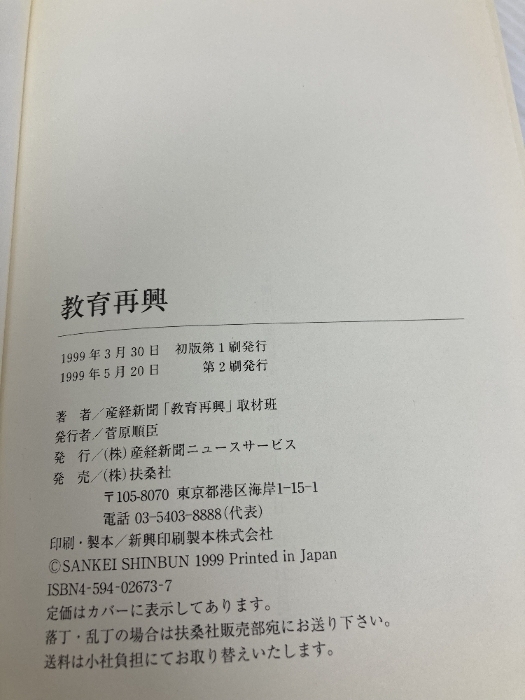 教育再興
1999年3月30日　初版第1刷発行
1999年5月20日　　　第2刷発行
著　者／産経新聞「教育再興」取材班
発行者／菅原順臣
発　行／(株)産経新聞ニュースサービス
発　売／(株)扶桑社
〒105-8070 東京都港区海岸1-15-1
電話 03-5403-8888(代表)
印刷・製本／新興印刷製本株式会社
©SANKEI SHINBUN 1999 Printed in Japan
ISBN4-594-02673-7
定価はカバーに表示してあります。
落丁・乱丁の場合は扶桑社販売部宛にお送り下さい。
送料は小社負担にてお取り替えいたします。